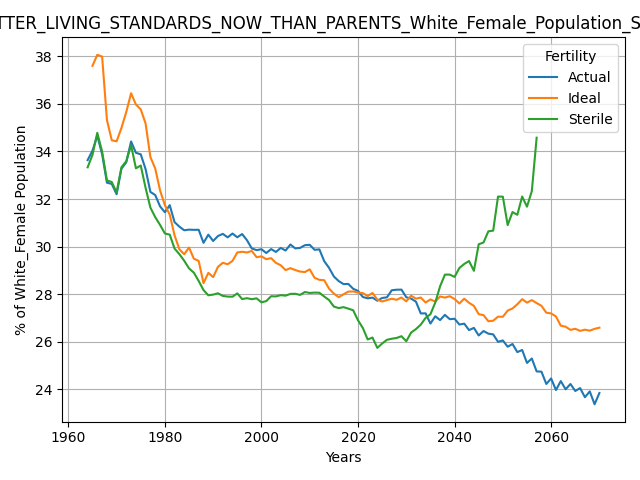 TTER_LIVING_STANDARDS_NOW_THAN_PARENTS_White_Female_Population_S
Fertility
Actual
Ideal
Sterile
% of White_Female Population
38
36
34
32
30
28
26
24
1960
1980
2000
2020
2040
2060
Years